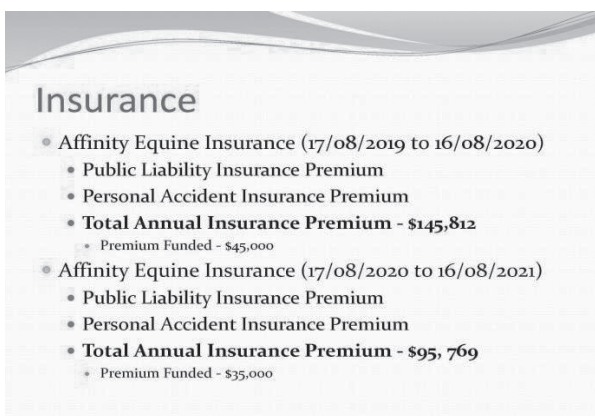 Insurance
Affinity Equine Insurance (17/08/2019 to 16/08/2020)
Public Liability Insurance Premium
Personal Accident Insurance Premium
Total Annual Insurance Premium - $145,812
Premium Funded - $45,000
Affinity Equine Insurance (17/08/2020 to 16/08/2021)
Public Liability Insurance Premium
Personal Accident Insurance Premium
Total Annual Insurance Premium - $95, 769
Premium Funded - $35,000